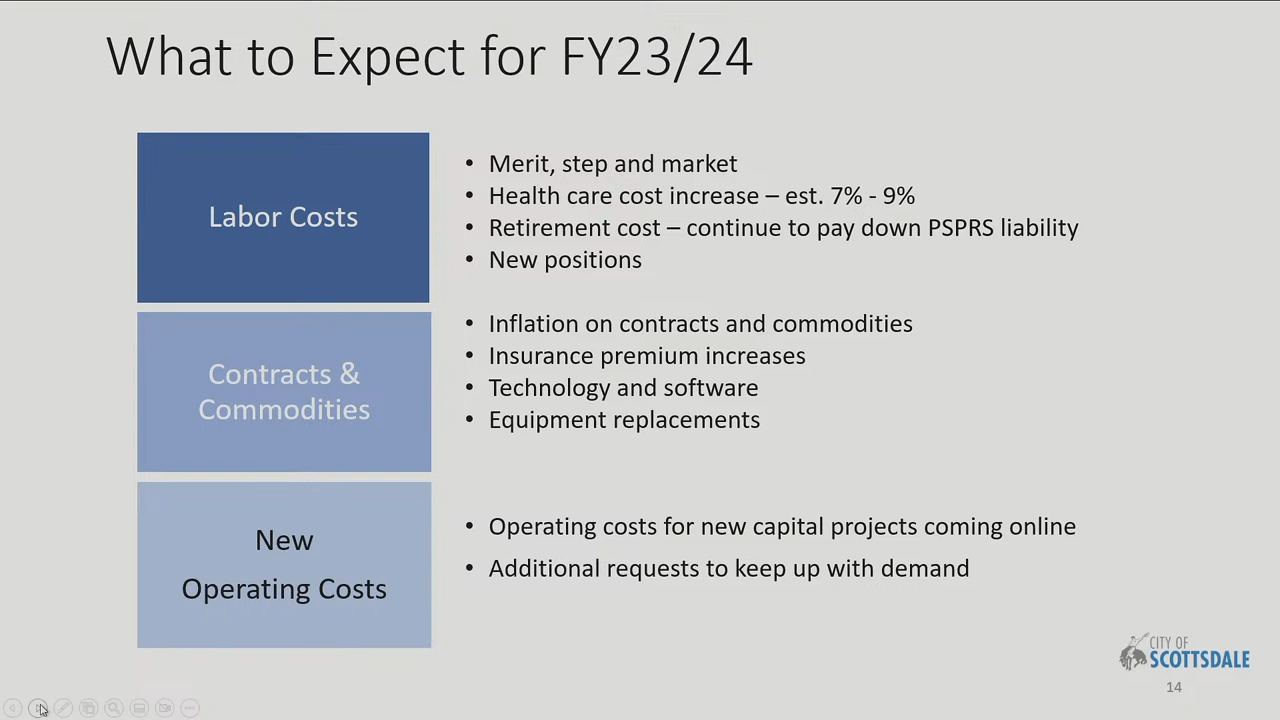 What to Expect for FY23/24
Labor Costs
• Merit, step and market
• Health care cost increase – est. 7% - 9%
• Retirement cost – continue to pay down PSPRS liability
• New positions
Contracts &
Commodities
• Inflation on contracts and commodities
• Insurance premium increases
• Technology and software
• Equipment replacements
New
Operating Costs
• Operating costs for new capital projects coming online
• Additional requests to keep up with demand
CITY OF
SCOTTSDALE
14